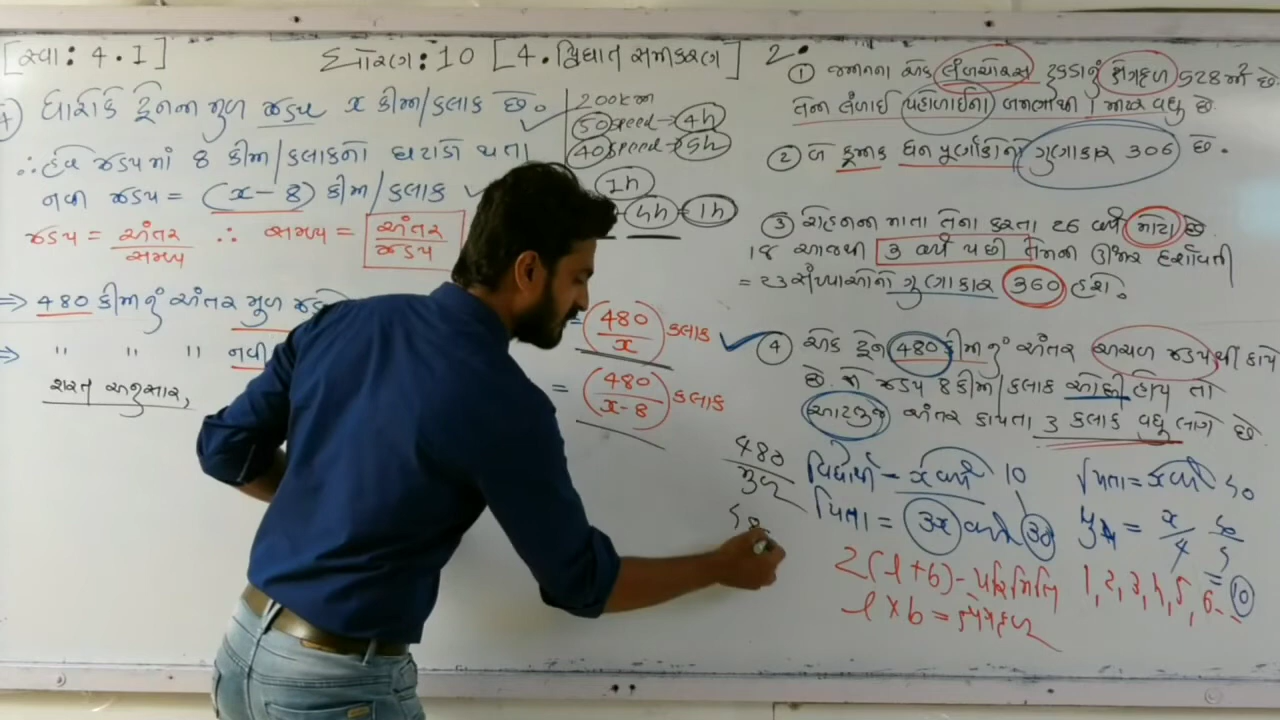 [સ્વા: 4.1]
ધોરણ: 10 [4. દ્વિઘાત સમીકરણ] 2.
ધારો કે ટ્રેનની મુળ ઝડપ x કીમી/કલાક છે.
∴ હવે ઝડપમાં 8 કીમી/કલાકનો ઘટાડો થતા
નવી ઝડપ = (x-8) કીમી/કલાક
ઝડપ = અંતર/સમય ∴ સમય = અંતર/ઝડપ
⇒ 480 કીમીનું અંતર મુળ
= (480/x) કલાક
⇒ " " " નવી
= (480/x-8) કલાક
શરત અનુસાર,
200km
50 speed → 4h
40 speed → 5h
1h
4h = 1h
① જમીનના એક લંબચોરસ ટુકડાનું ક્ષેત્રફળ 528 મી² છે
તેની લંબાઈ પહોળાઈના બમણાથી 1 મીટર વધુ છે.
② બે ક્રમિક ધન પૂર્ણાંકોનો ગુણાકાર 306 છે.
③ રોહનની માતા તેના કરતા 26 વર્ષ મોટા છે
આજથી 3 વર્ષ પછી તેમની ઊંમર દર્શાવતી
સંખ્યાઓનો ગુણાકાર 360 હશે.
④ એક ટ્રેન 480 કીમીનું અંતર અચળ ઝડપથી કાપે
છે. જો ઝડપ 8 કીમી/કલાક ઓછી હોય તો
આટલુજ અંતર કાપતા 3 કલાક વધુ લાગે છે.
480/મુળ
વિદ્યાર્થી = x વર્ષ 10
પિતા = 3x વર્ષ 30
પિતા = x વર્ષ 40
પુત્ર = x/4
= 10
2(l+b) - પરિમિતિ
l × b = ક્ષેત્રફળ
1, 2, 3, 4, 5, 6